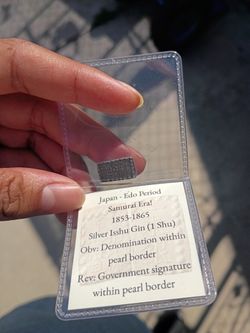 Japan - Edo Period
Samurai Era!
1853-1865
Silver Isshu Gin (1 Shu)
Obv: Denomination within
pearl border
Rev: Government signature
within pearl border